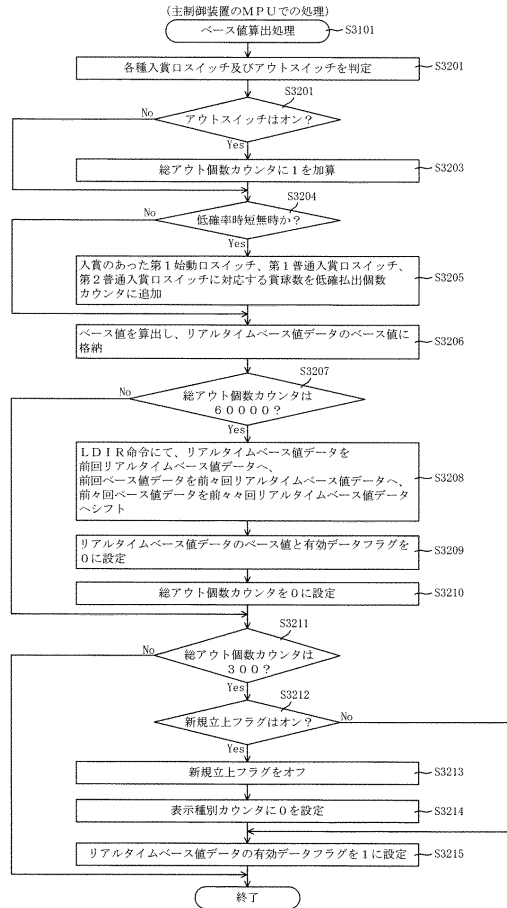 (主制御装置のMPUでの処理)
ベース値算出処理
S3101
各種入賞口スイッチ及びアウトスイッチを判定
S3201
S3201
アウトスイッチはオン?
No
Yes
総アウト個数カウンタに1を加算
S3203
S3204
低確率時短無時か?
No
Yes
入賞のあった第1始動口スイッチ、第1普通入賞口スイッチ、
第2普通入賞口スイッチに対応する賞球数を低確払出個数
カウンタに追加
S3205
ベース値を算出し、リアルタイムベース値データのベース値に
格納
S3206
S3207
総アウト個数カウンタは
60000?
No
Yes
LDIR命令にて、リアルタイムベース値データを
前回リアルタイムベース値データへ、
前回ベース値データを前々回リアルタイムベース値データへ、
前々回ベース値データを前々々回リアルタイムベース値データ
へシフト
S3208
リアルタイムベース値データのベース値と有効データフラグを
0に設定
S3209
総アウト個数カウンタを0に設定
S3210
S3211
総アウト個数カウンタは
300?
No
Yes
S3212
新規立上フラグはオン?
No
Yes
新規立上フラグをオフ
S3213
表示種別カウンタに0を設定
S3214
リアルタイムベース値データの有効データフラグを1に設定
S3215
終了